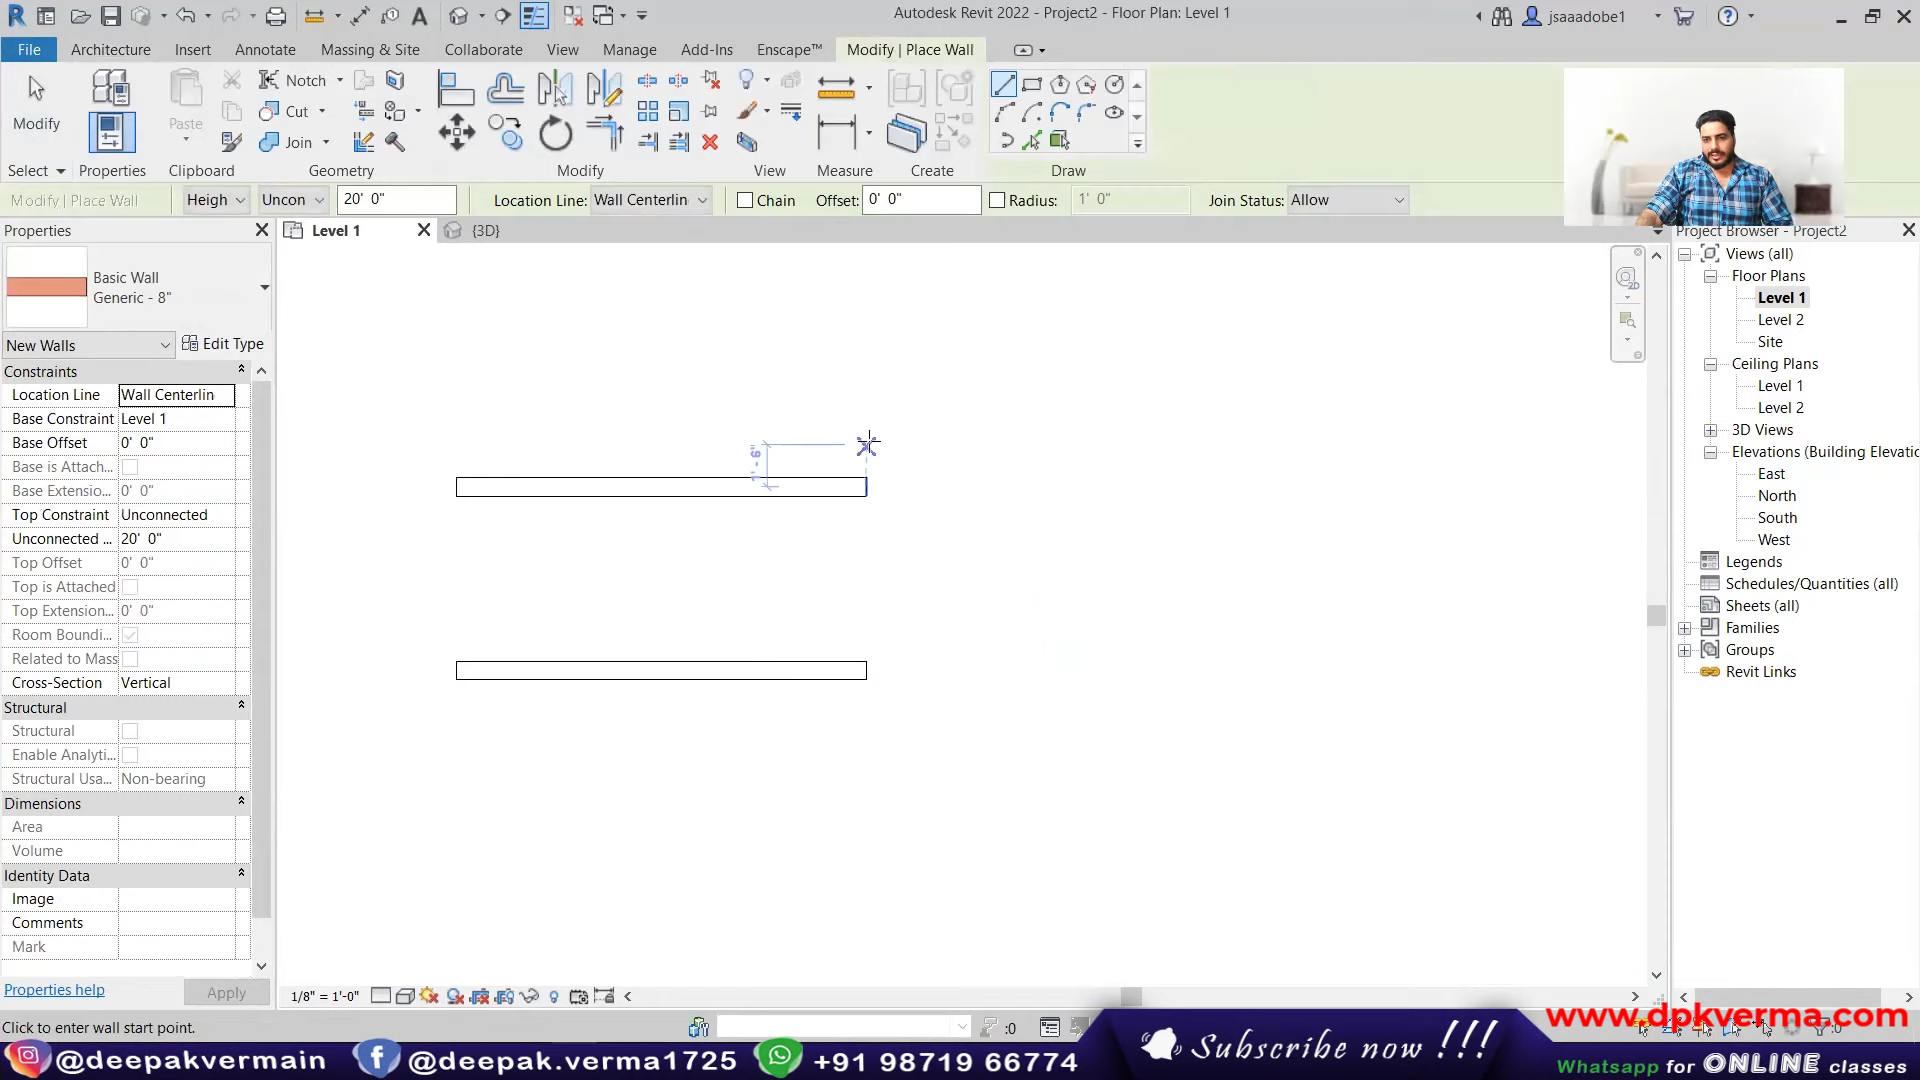 Autodesk Revit 2022 - Project2 - Floor Plan: Level 1
jsaaadobe1
File Architecture Insert Annotate Massing & Site Collaborate View Manage Add-Ins Enscape™ Modify | Place Wall
Modify
Paste
Notch
Cut
Join
Select Properties Clipboard Geometry Modify View Measure Create Draw
Modify | Place Wall
Heigh
Uncon
20' 0"
Location Line: Wall Centerlin
Chain
Offset: 0' 0"
Radius: 1' 0"
Join Status: Allow
Properties
Level 1
{3D}
Project Browser - Project2
Basic Wall
Generic - 8"
New Walls
Edit Type
Constraints
Location Line Wall Centerlin
Base Constraint Level 1
Base Offset 0' 0"
Base is Attach...
Base Extensio... 0' 0"
Top Constraint Unconnected
Unconnected ... 20' 0"
Top Offset 0' 0"
Top is Attached
Top Extension... 0' 0"
Room Boundi...
Related to Mass
Cross-Section Vertical
Structural
Structural
Enable Analyti...
Structural Usa... Non-bearing
Dimensions
Area
Volume
Identity Data
Image
Comments
Mark
Properties help
Apply
Views (all)
Floor Plans
Level 1
Level 2
Site
Ceiling Plans
Level 1
Level 2
3D Views
Elevations (Building Elevatio
East
North
South
West
Legends
Schedules/Quantities (all)
Sheets (all)
Families
Groups
Revit Links
1/8" = 1'-0"
Click to enter wall start point.
:0
:0
www.dpkverma.com
@deepakvermain
@deepak.verma1725
+91 98719 66774
Subscribe now !!!
Whatsapp for ONLINE classes